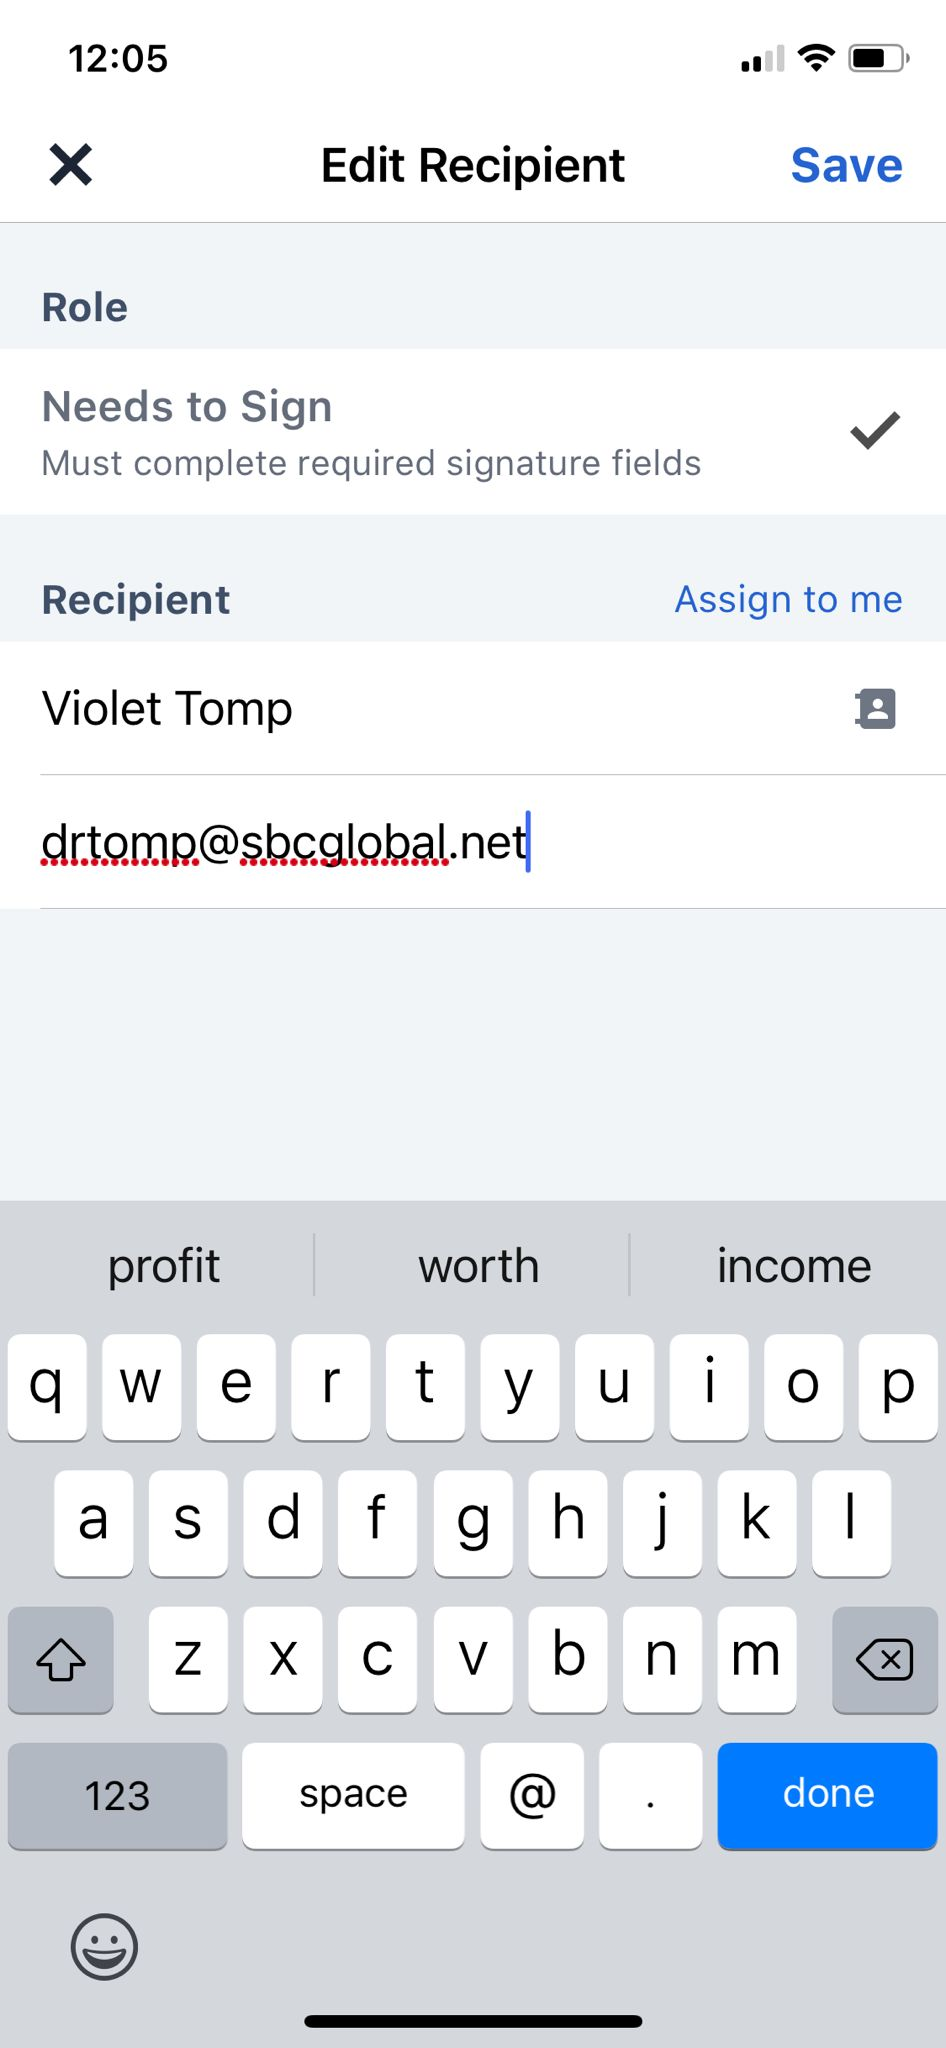 12:05
Edit Recipient Save
Role
Needs to Sign
Must complete required signature fields
Recipient Assign to me
Violet Tomp
drtomp@sbcglobal.net
profit worth income
q w e r t y u i o p
a s d f g h j k l
z x c v b n m
123 space @ . done